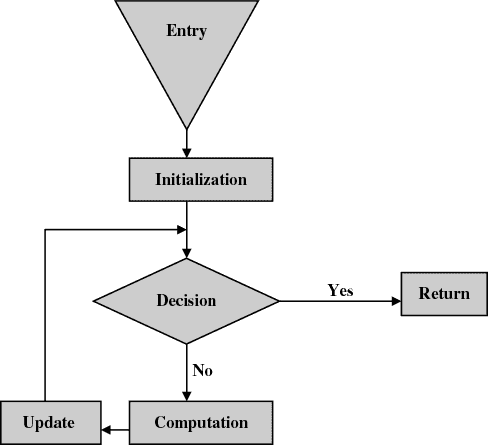 Entry
Initialization
Decision
Yes
Return
No
Update
Computation